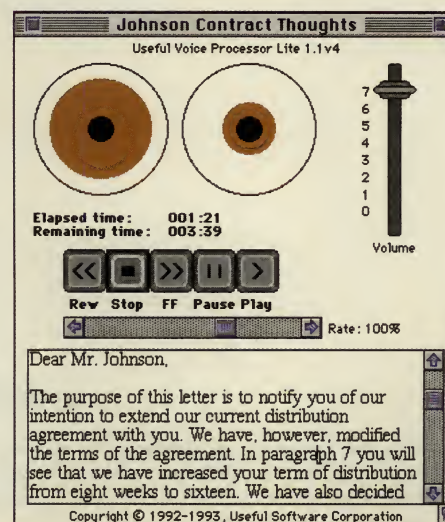 Johnson Contract Thoughts
Useful Voice Processor Lite 1.1v4
7
6
5
4
3
2
1
0
Volume
Elapsed time: 001:21
Remaining time: 003:39
Rew Stop FF Pause Play
Rate: 100%
Dear Mr. Johnson,
The purpose of this letter is to notify you of our
intention to extend our current distribution
agreement with you. We have, however, modified
the terms of the agreement. In paragraph 7 you will
see that we have increased your term of distribution
from eight weeks to sixteen. We have also decided
Copyright © 1992-1993, Useful Software Corporation